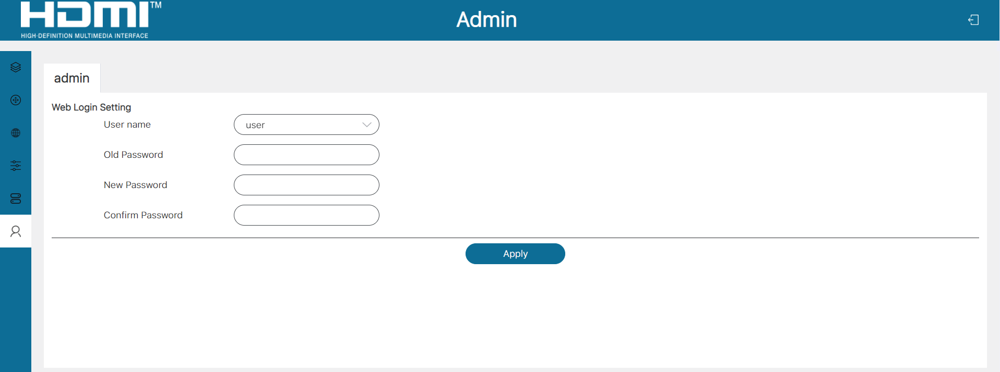 HDMI™
HIGH-DEFINITION MULTIMEDIA INTERFACE
Admin
admin
Web Login Setting
User name
user
Old Password
New Password
Confirm Password
Apply